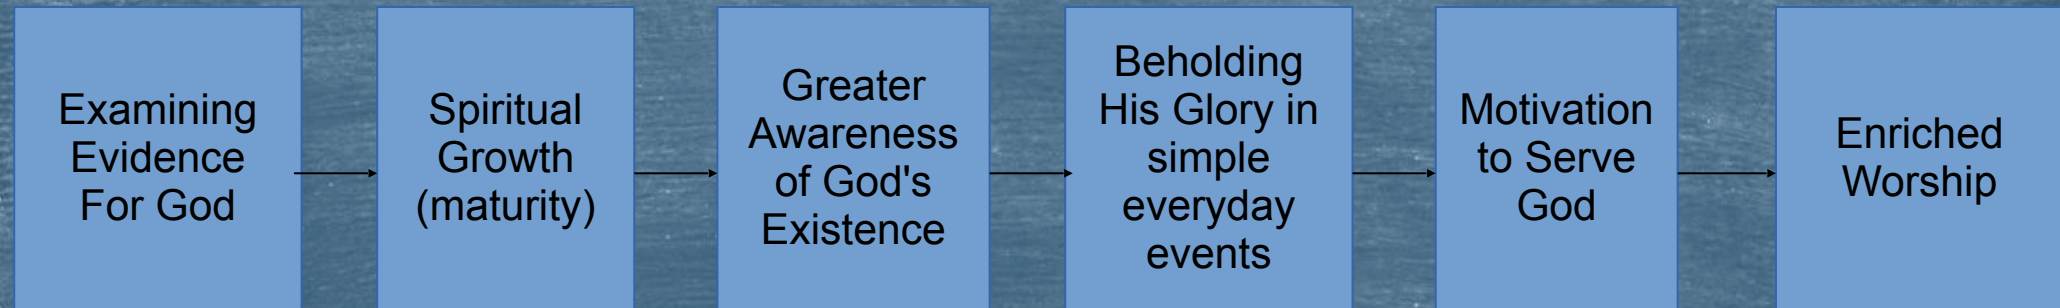 Examining
Evidence
For God
Spiritual
Growth
(maturity)
Greater
Awareness
of God's
Existence
Beholding
His Glory in
simple
everyday
events
Motivation
to Serve
God
Enriched
Worship